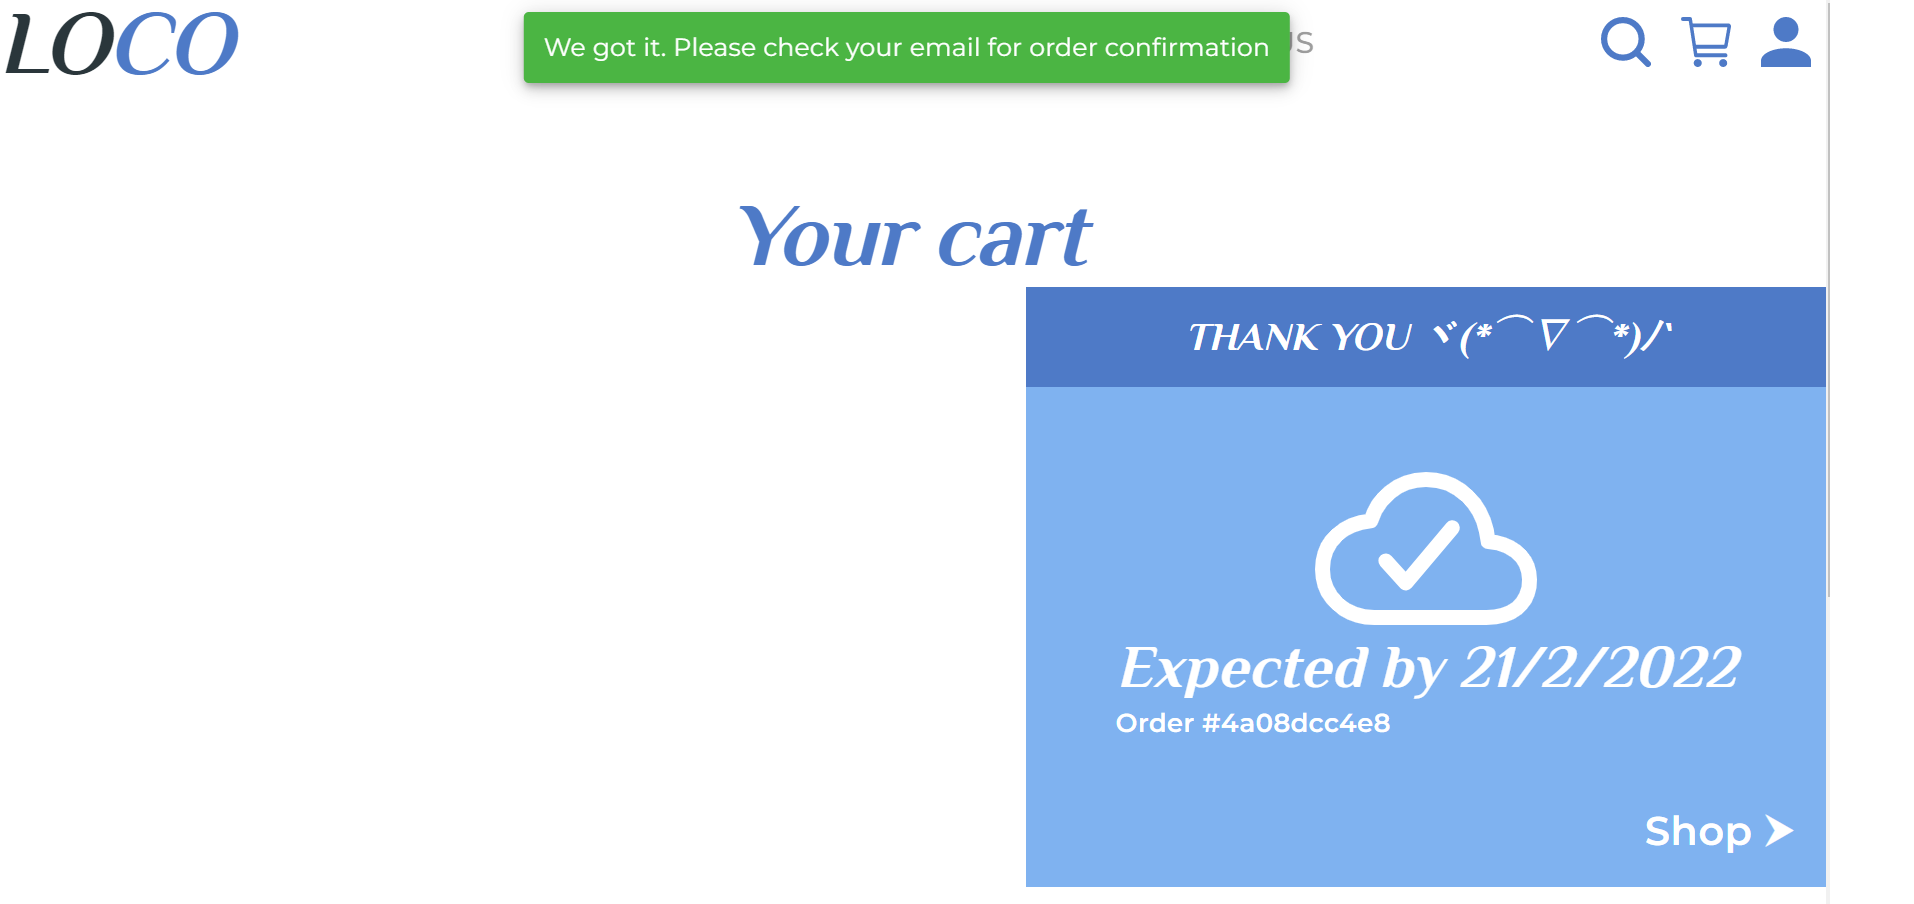 LOCO
We got it. Please check your email for order confirmation
Your cart
THANK YOU ヾ(*⌒∇⌒*)ﾉ
Expected by 21/2/2022
Order #4a08dcc4e8
Shop ➤